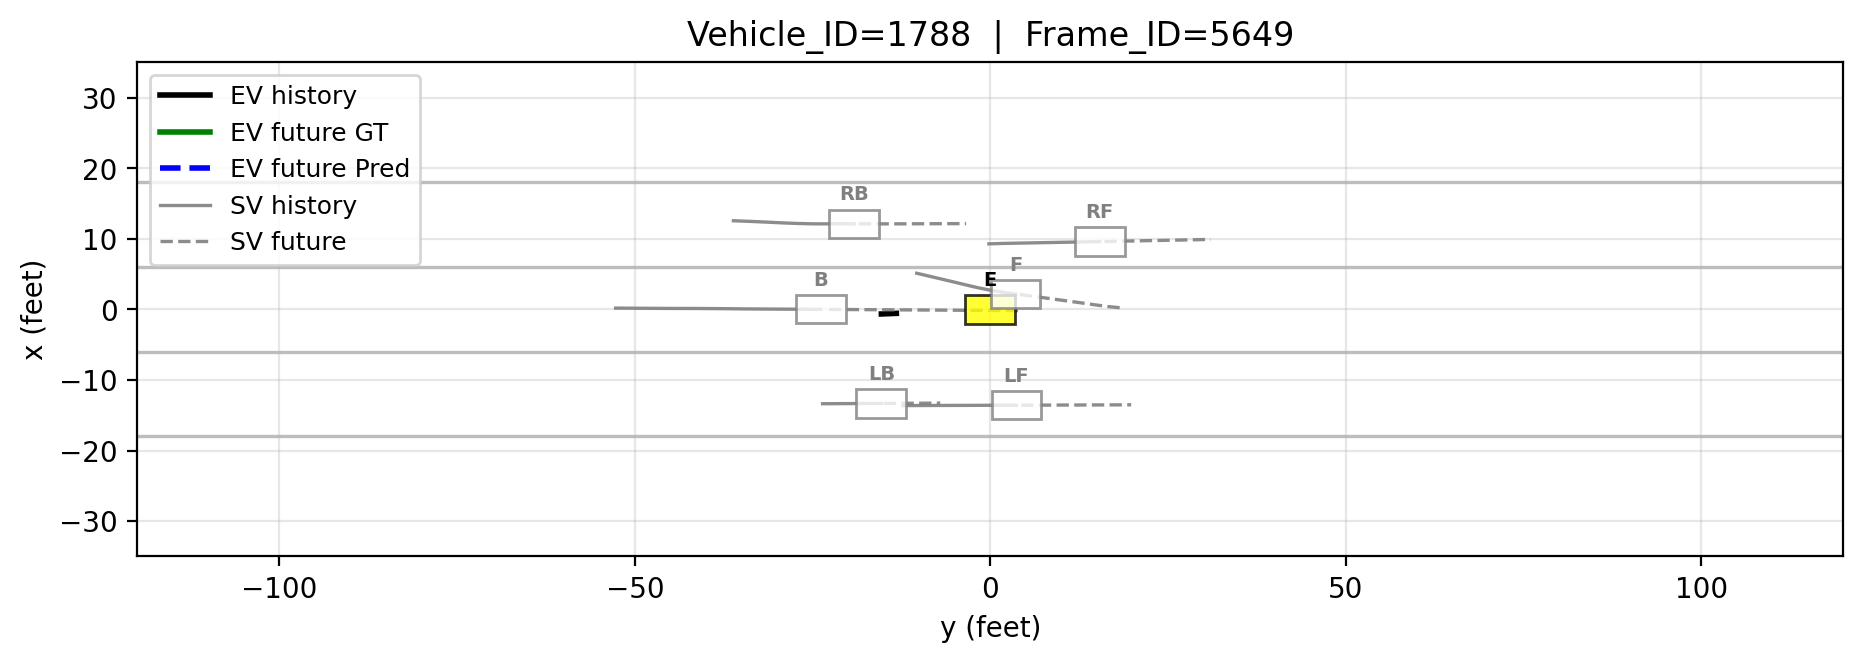 Vehicle_ID=1788 | Frame_ID=5649
EV history
EV future GT
EV future Pred
SV history
SV future
RB
RF
F
E
B
LB
LF
30
20
10
0
−10
−20
−30
x (feet)
−100
−50
0
50
100
y (feet)